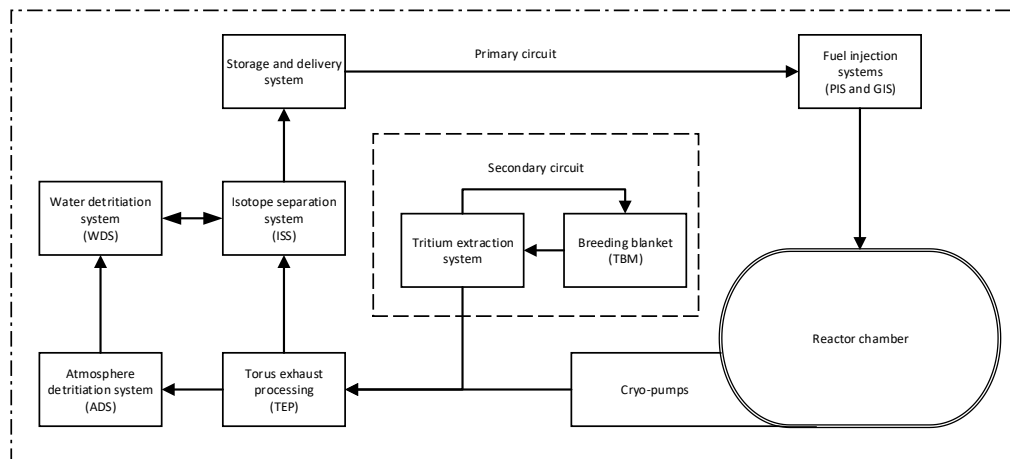 Storage and delivery
system
Primary circuit
Fuel injection
systems
(PIS and GIS)
Secondary circuit
Water detritiation
system
(WDS)
Isotope separation
system
(ISS)
Tritium extraction
system
Breeding blanket
(TBM)
Reactor chamber
Atmosphere
detritiation system
(ADS)
Torus exhaust
processing
(TEP)
Cryo-pumps